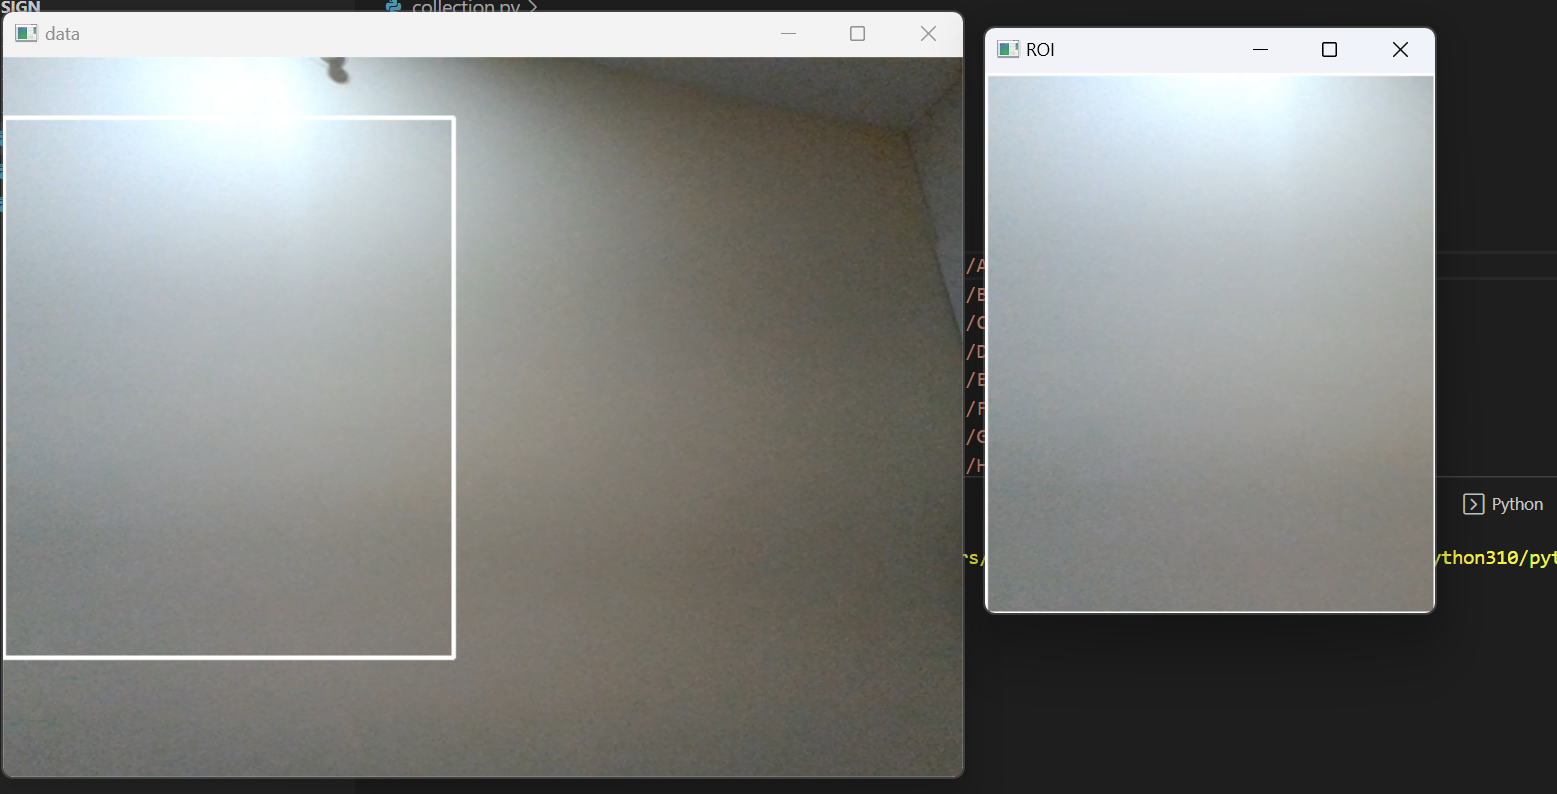 SIGN
collection.py >
data
ROI
/A
/B
/C
/D
/E
/F
/G
/H
Python
rs/
ython310/pyt